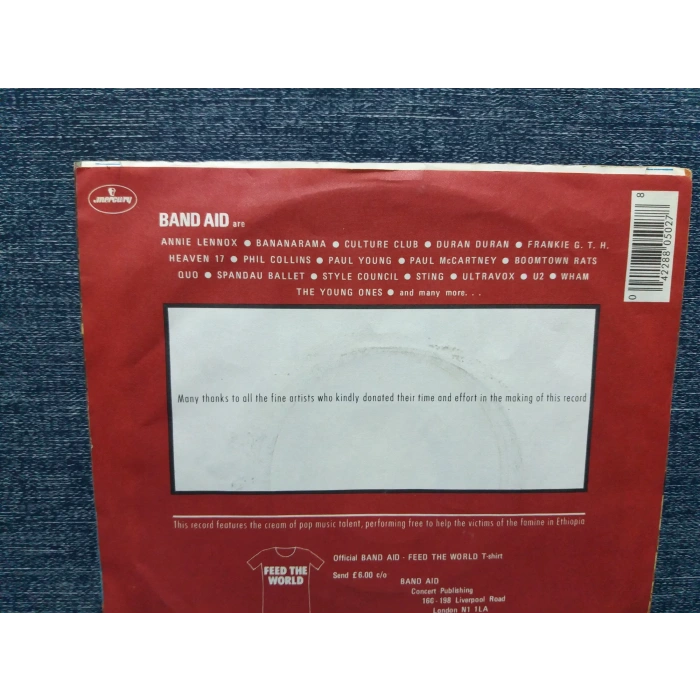 mercury
BAND AID are
ANNIE LENNOX ● BANANARAMA ● CULTURE CLUB ● DURAN DURAN ● FRANKIE G. T. H.
HEAVEN 17 ● PHIL COLLINS ● PAUL YOUNG ● PAUL McCARTNEY ● BOOMTOWN RATS
QUO ● SPANDAU BALLET ● STYLE COUNCIL ● STING ● ULTRAVOX ● U2 ● WHAM
THE YOUNG ONES ● and many more. . .
0 42288 05027 8
Many thanks to all the fine artists who kindly donated their time and effort in the making of this record
This record features the cream of pop music talent, performing free to help the victims of the famine in Ethiopia
FEED THE
WORLD
Official BAND AID - FEED THE WORLD T-shirt
Send £6.00 c/o
BAND AID
Concert Publishing
166-198 Liverpool Road
London N1 1LA